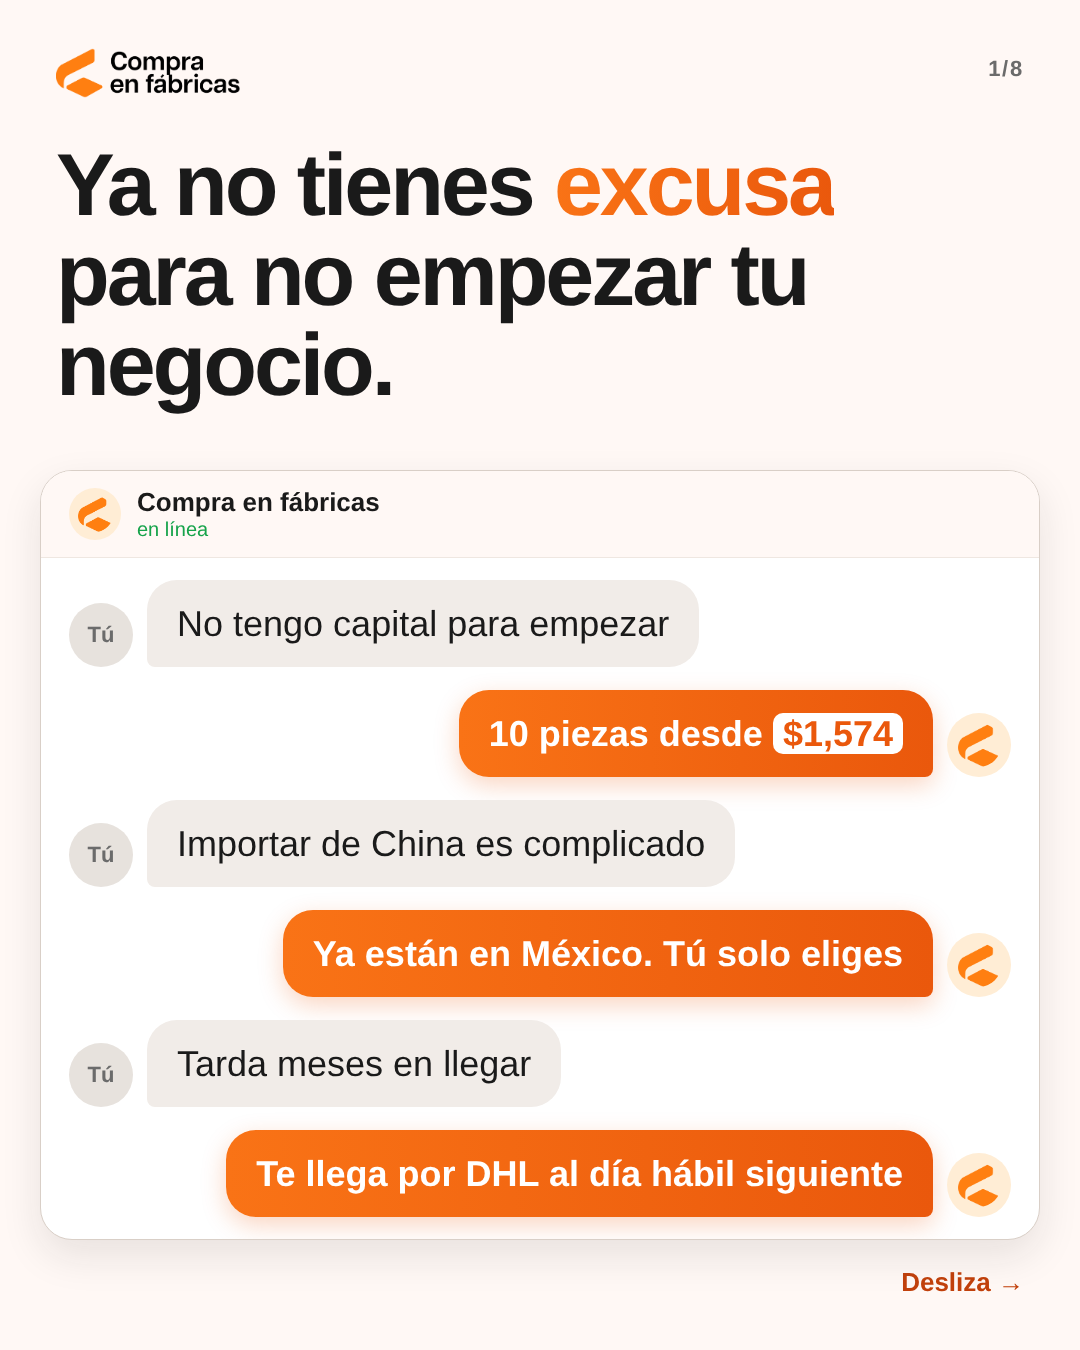 Compra
en fábricas
1/8
Ya no tienes excusa
para no empezar tu
negocio.
Compra en fábricas
en línea
Tú
No tengo capital para empezar
10 piezas desde $1,574
Tú
Importar de China es complicado
Ya están en México. Tú solo eliges
Tú
Tarda meses en llegar
Te llega por DHL al día hábil siguiente
Desliza →